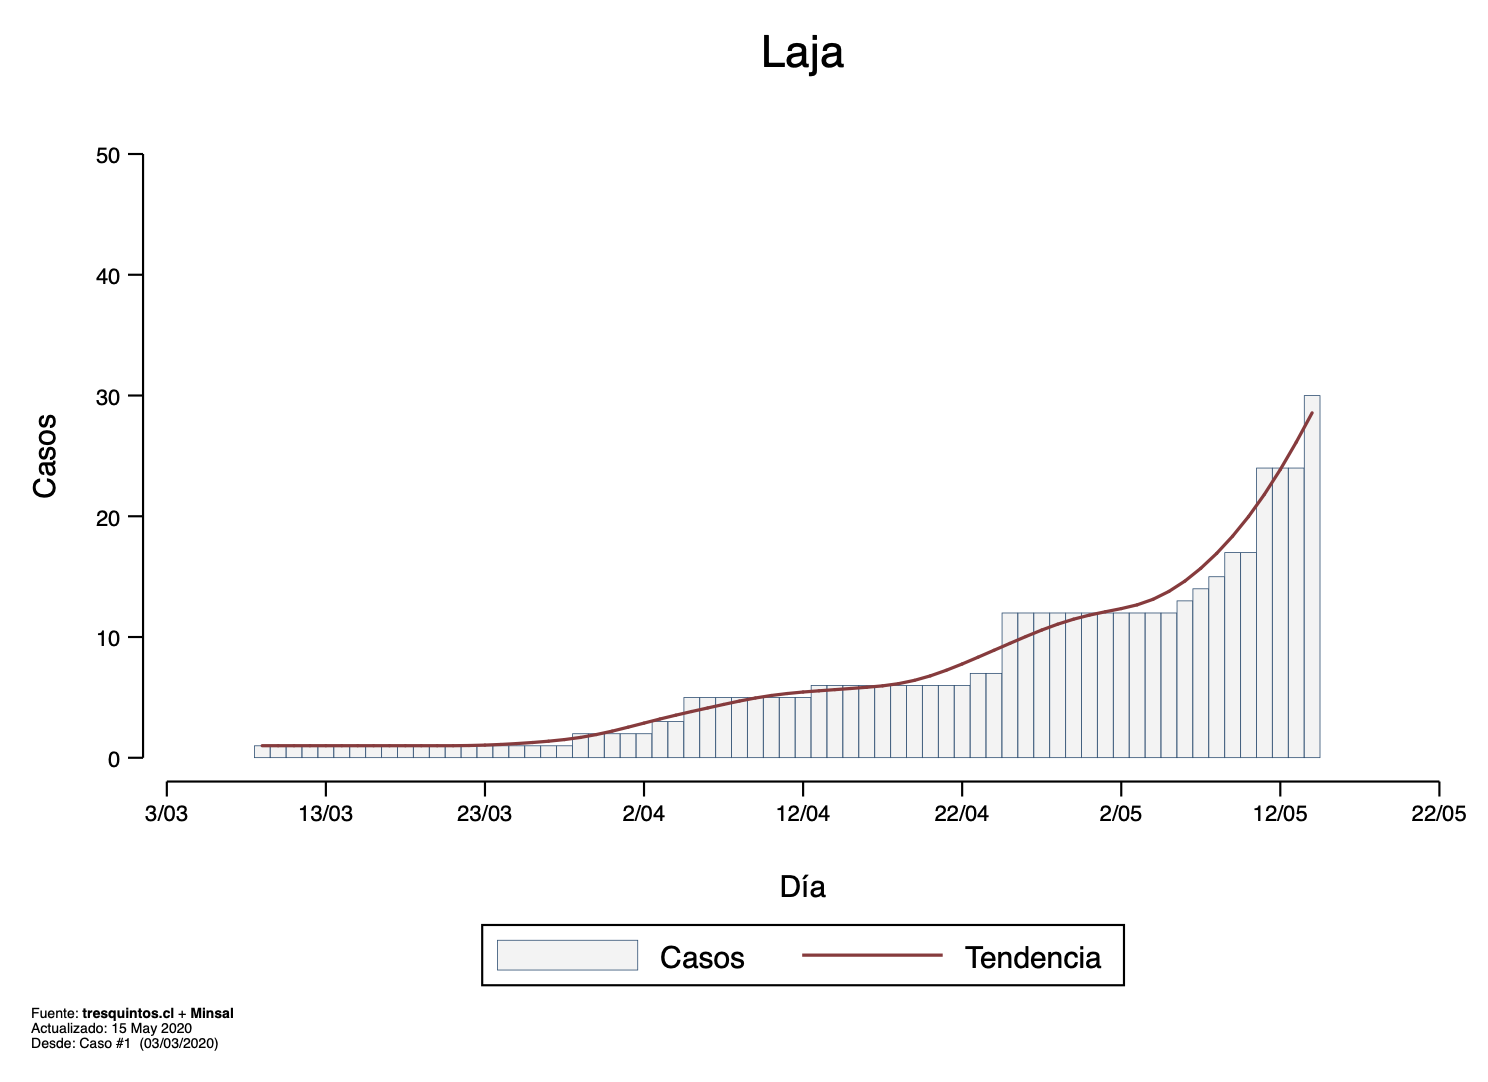 Laja
50
40
30
20
10
0
Casos
3/03 13/03 23/03 2/04 12/04 22/04 2/05 12/05 22/05
Día
Casos Tendencia
Fuente: tresquintos.cl + Minsal
Actualizado: 15 May 2020
Desde: Caso #1 (03/03/2020)